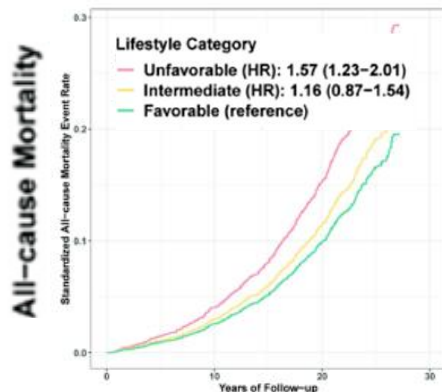 All-cause Mortality
Standardized All-cause Mortality Event Rate
0.3
0.2
0.1
0.0
Lifestyle Category
Unfavorable (HR): 1.57 (1.23-2.01)
Intermediate (HR): 1.16 (0.87-1.54)
Favorable (reference)
0
10
20
30
Years of Follow-up